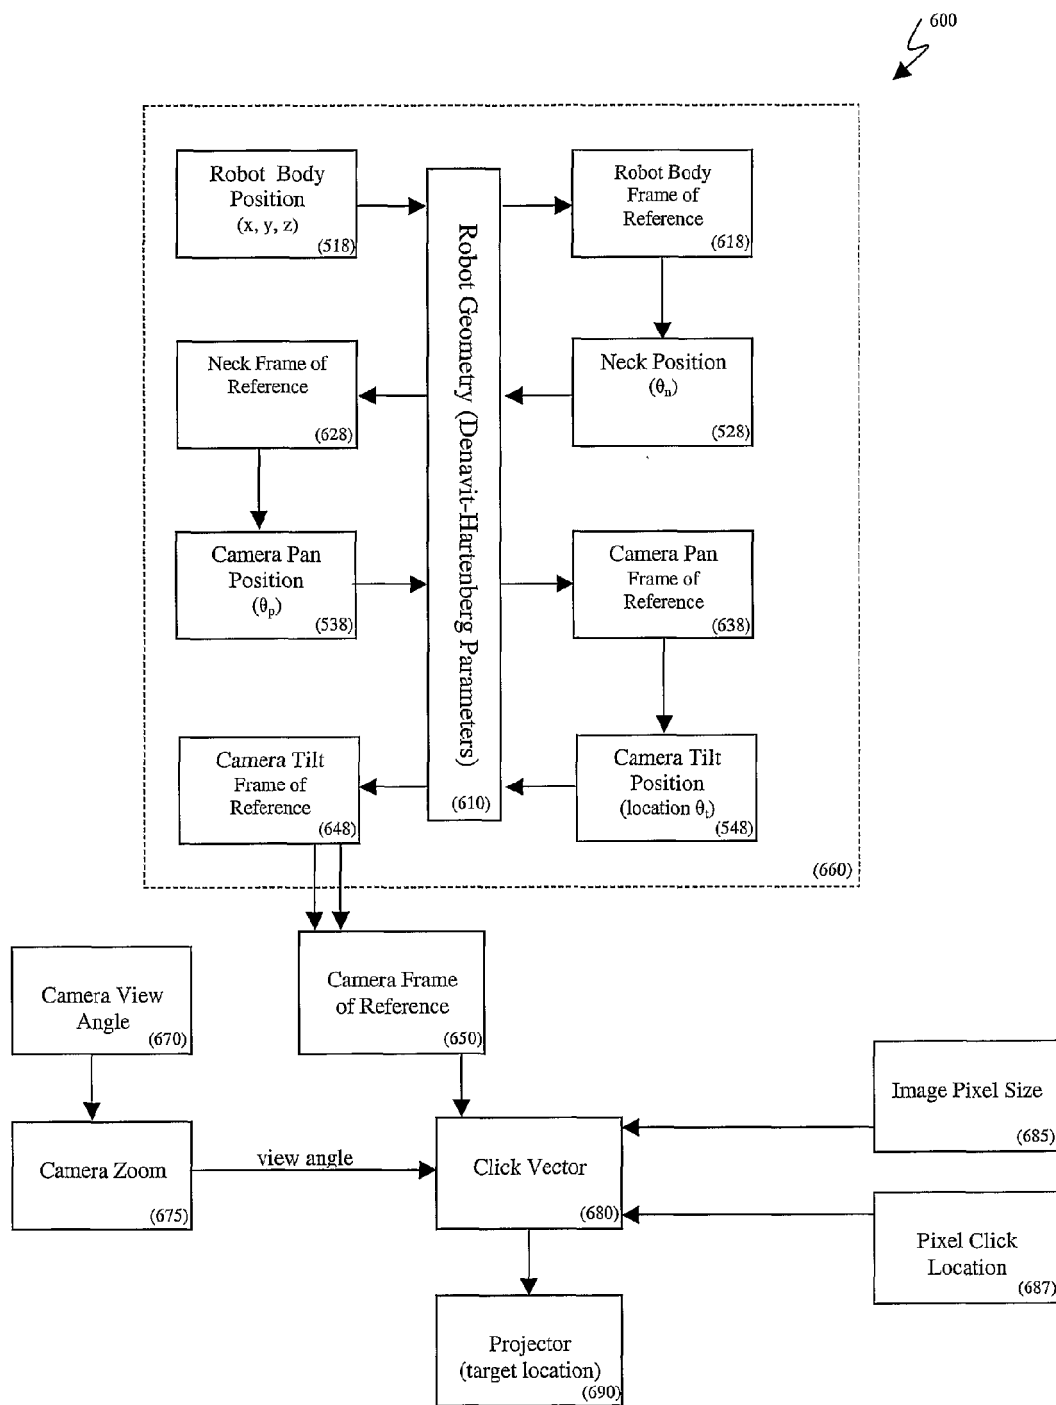 600
Robot Body
Position
(x, y, z)
(518)
Robot Body
Frame of
Reference
(618)
Robot Geometry (Denavit-Hartenberg Parameters)
(610)
Neck Frame of
Reference
(628)
Neck Position
(θn)
(528)
Camera Pan
Position
(θp)
(538)
Camera Pan
Frame of
Reference
(638)
Camera Tilt
Frame of
Reference
(648)
Camera Tilt
Position
(location θt)
(548)
(660)
Camera View
Angle
(670)
Camera Frame
of Reference
(650)
Image Pixel Size
(685)
Camera Zoom
(675)
view angle
Click Vector
(680)
Pixel Click
Location
(687)
Projector
(target location)
(690)